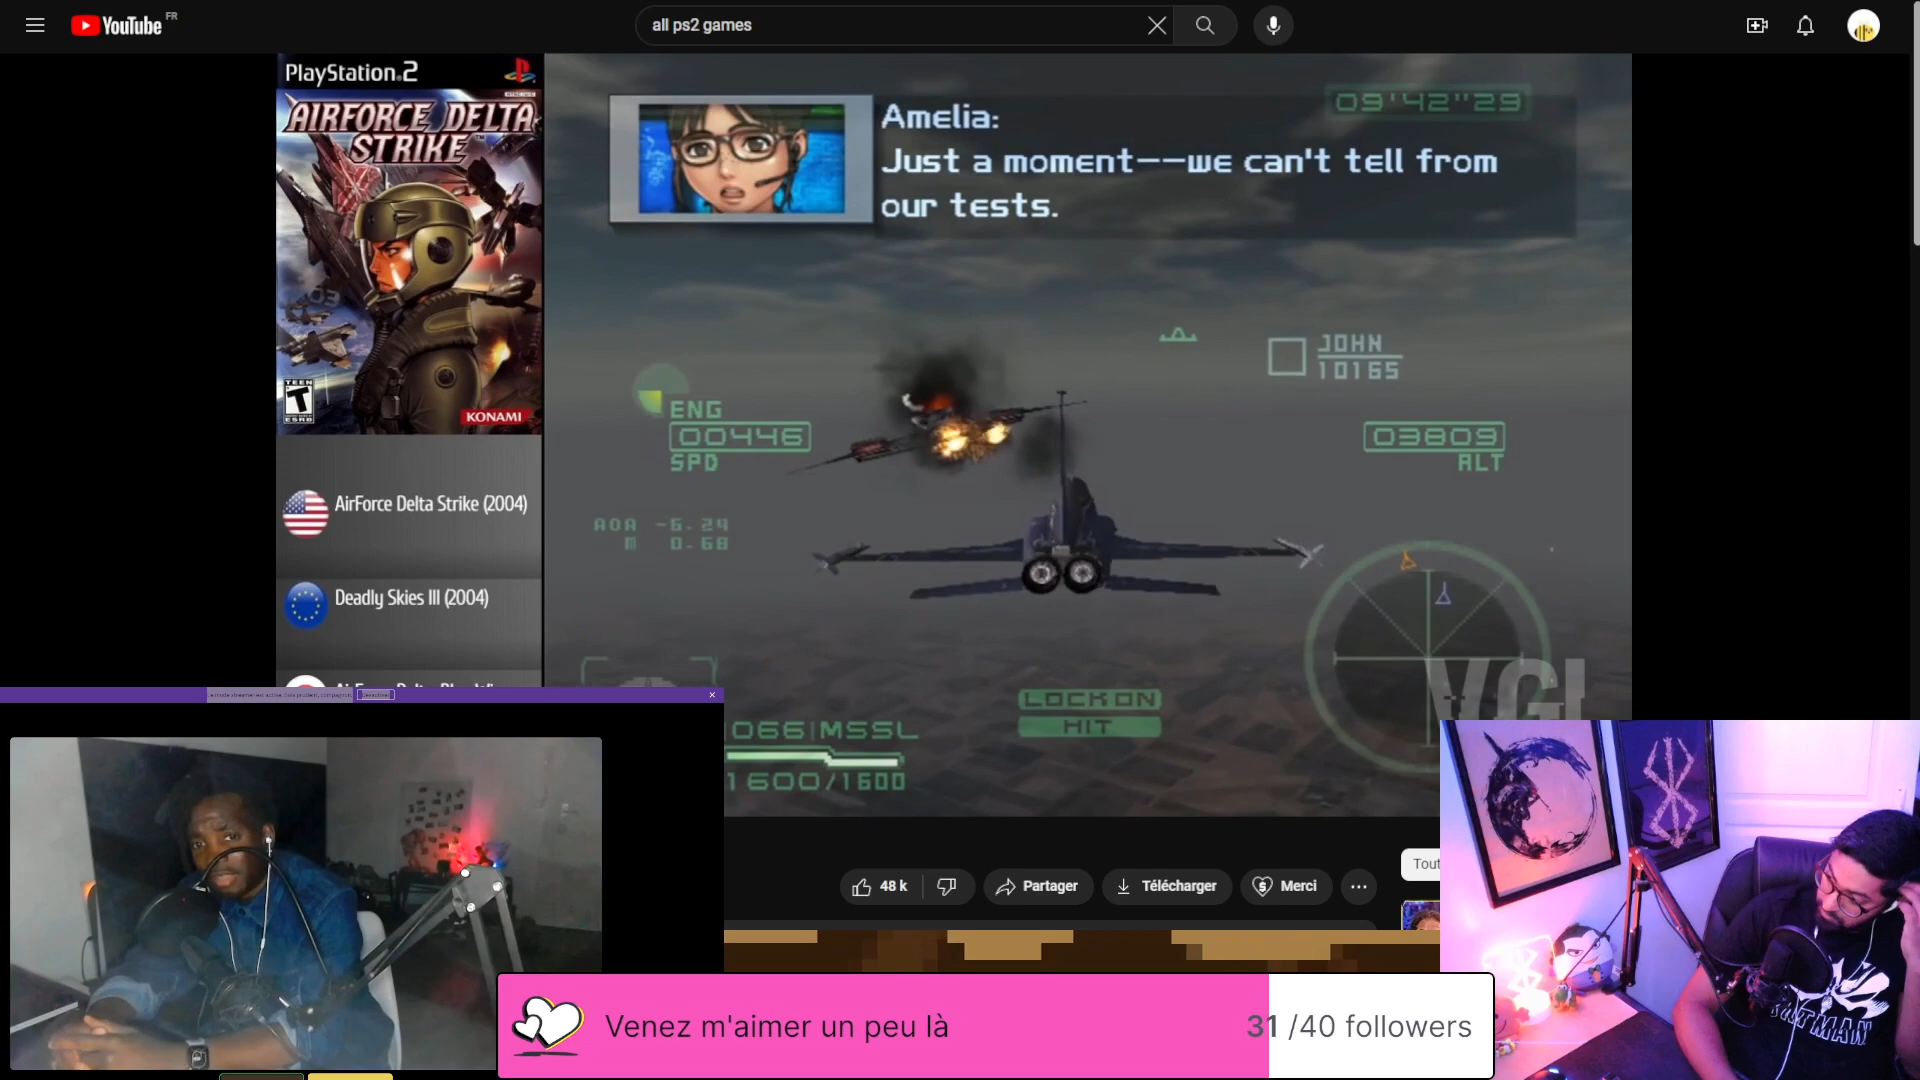 YouTube FR
all ps2 games
PlayStation 2
AIRFORCE DELTA
STRIKE
TEEN
T
ESRB
KONAMI
AirForce Delta Strike (2004)
Deadly Skies III (2004)
Amelia:
Just a moment--we can't tell from
our tests.
09'42"29
JOHN
10165
ENG
00446
SPD
03809
ALT
AOA -6.29
M 0.68
LOCK ON
HIT
VGI
066 MSSL
1600/1600
48 k
Partager
Télécharger
Merci
Tout
Venez m'aimer un peu là
31 /40 followers